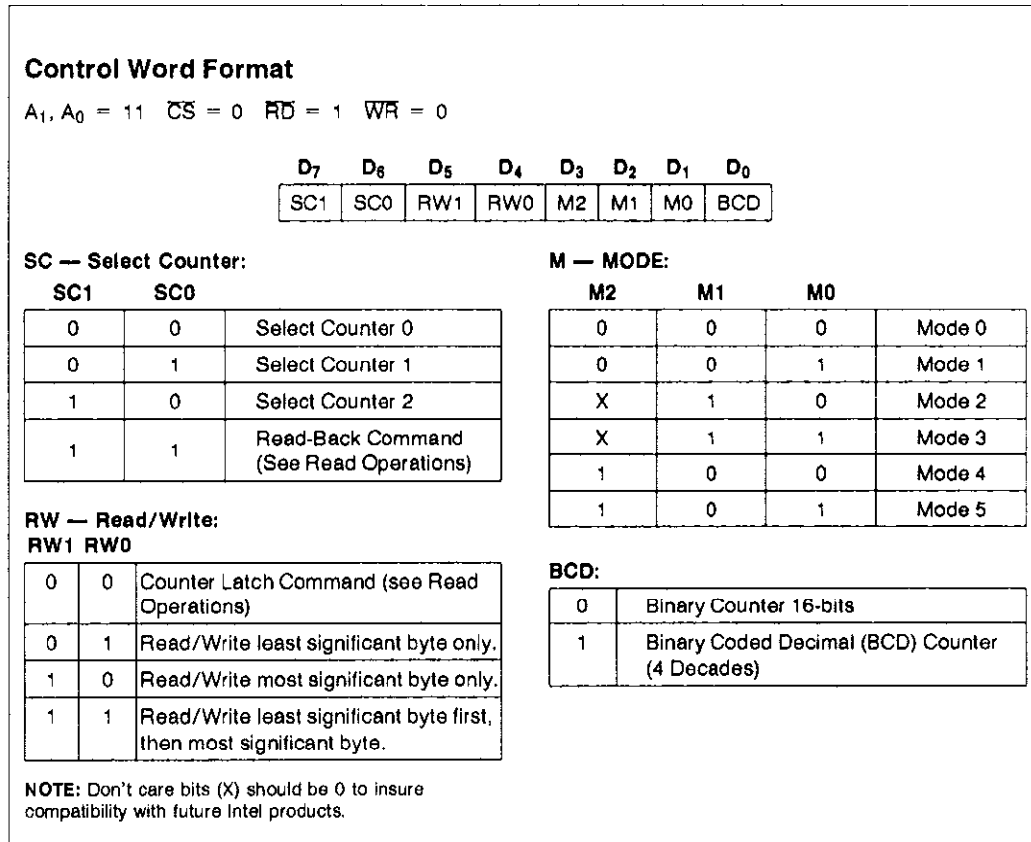 Control Word Format
A₁, A₀ = 11 C̅S̅ = 0 R̅D̅ = 1 W̅R̅ = 0
D₇ D₆ D₅ D₄ D₃ D₂ D₁ D₀
SC1 SC0 RW1 RW0 M2 M1 M0 BCD
SC — Select Counter:
SC1 SC0
0 0 Select Counter 0
0 1 Select Counter 1
1 0 Select Counter 2
1 1 Read-Back Command
(See Read Operations)
RW — Read/Write:
RW1 RW0
0 0 Counter Latch Command (see Read
Operations)
0 1 Read/Write least significant byte only.
1 0 Read/Write most significant byte only.
1 1 Read/Write least significant byte first,
then most significant byte.
M — MODE:
M2 M1 M0
0 0 0 Mode 0
0 0 1 Mode 1
X 1 0 Mode 2
X 1 1 Mode 3
1 0 0 Mode 4
1 0 1 Mode 5
BCD:
0 Binary Counter 16-bits
1 Binary Coded Decimal (BCD) Counter
(4 Decades)
NOTE: Don't care bits (X) should be 0 to insure
compatibility with future Intel products.